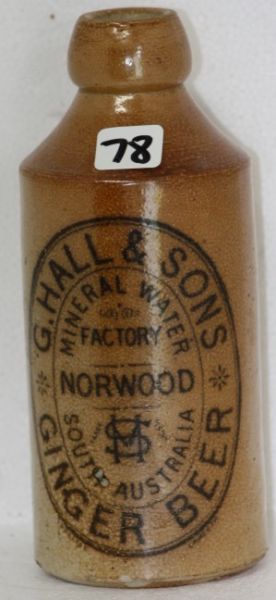 78
G. HALL & SONS
MINERAL WATER
FACTORY
NORWOOD
SOUTH AUSTRALIA
GINGER BEER